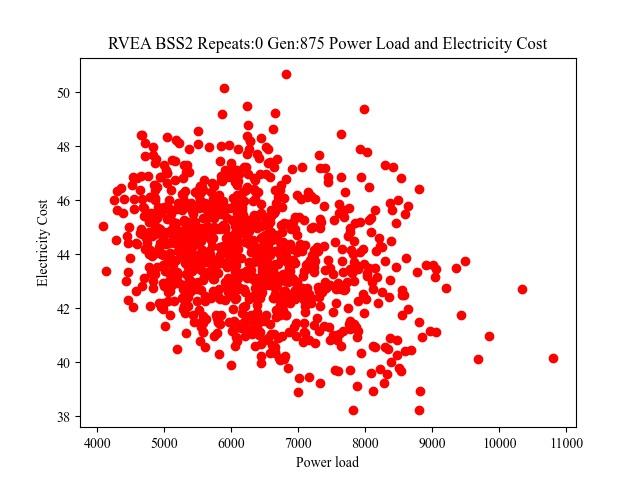 RVEA BSS2 Repeats:0 Gen:875 Power Load and Electricity Cost
Electricity Cost
50
48
46
44
42
40
38
4000 5000 6000 7000 8000 9000 10000 11000
Power load